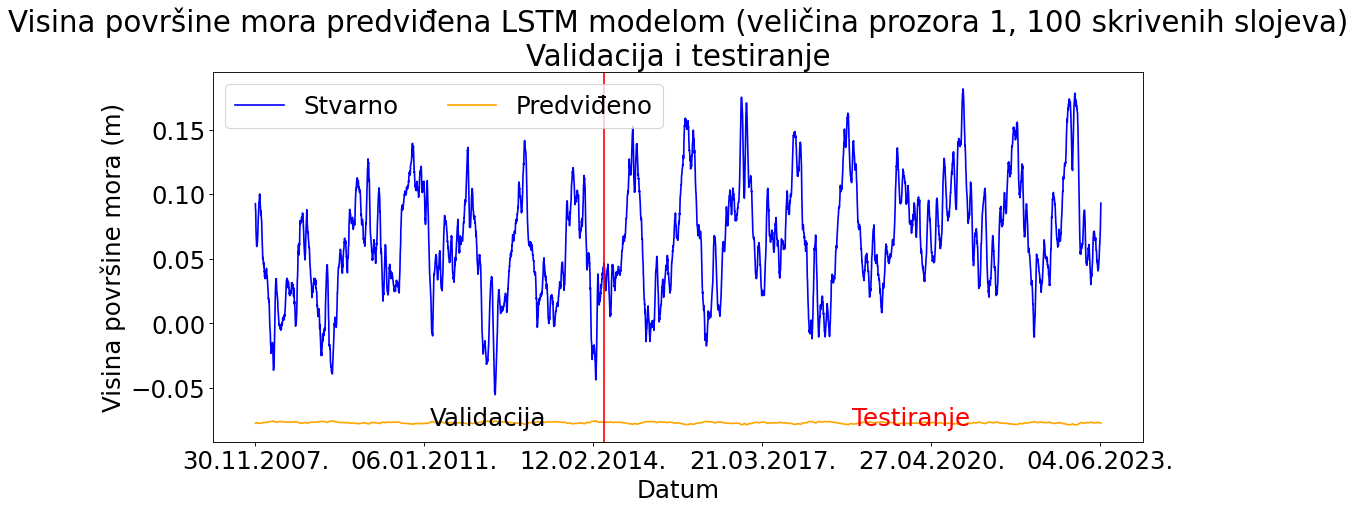 Visina površine mora predviđena LSTM modelom (veličina prozora 1, 100 skrivenih slojeva)
Validacija i testiranje
Stvarno
Predviđeno
Visina površine mora (m)
0.15
0.10
0.05
0.00
−0.05
Validacija
Testiranje
30.11.2007.
06.01.2011.
12.02.2014.
21.03.2017.
27.04.2020.
04.06.2023.
Datum